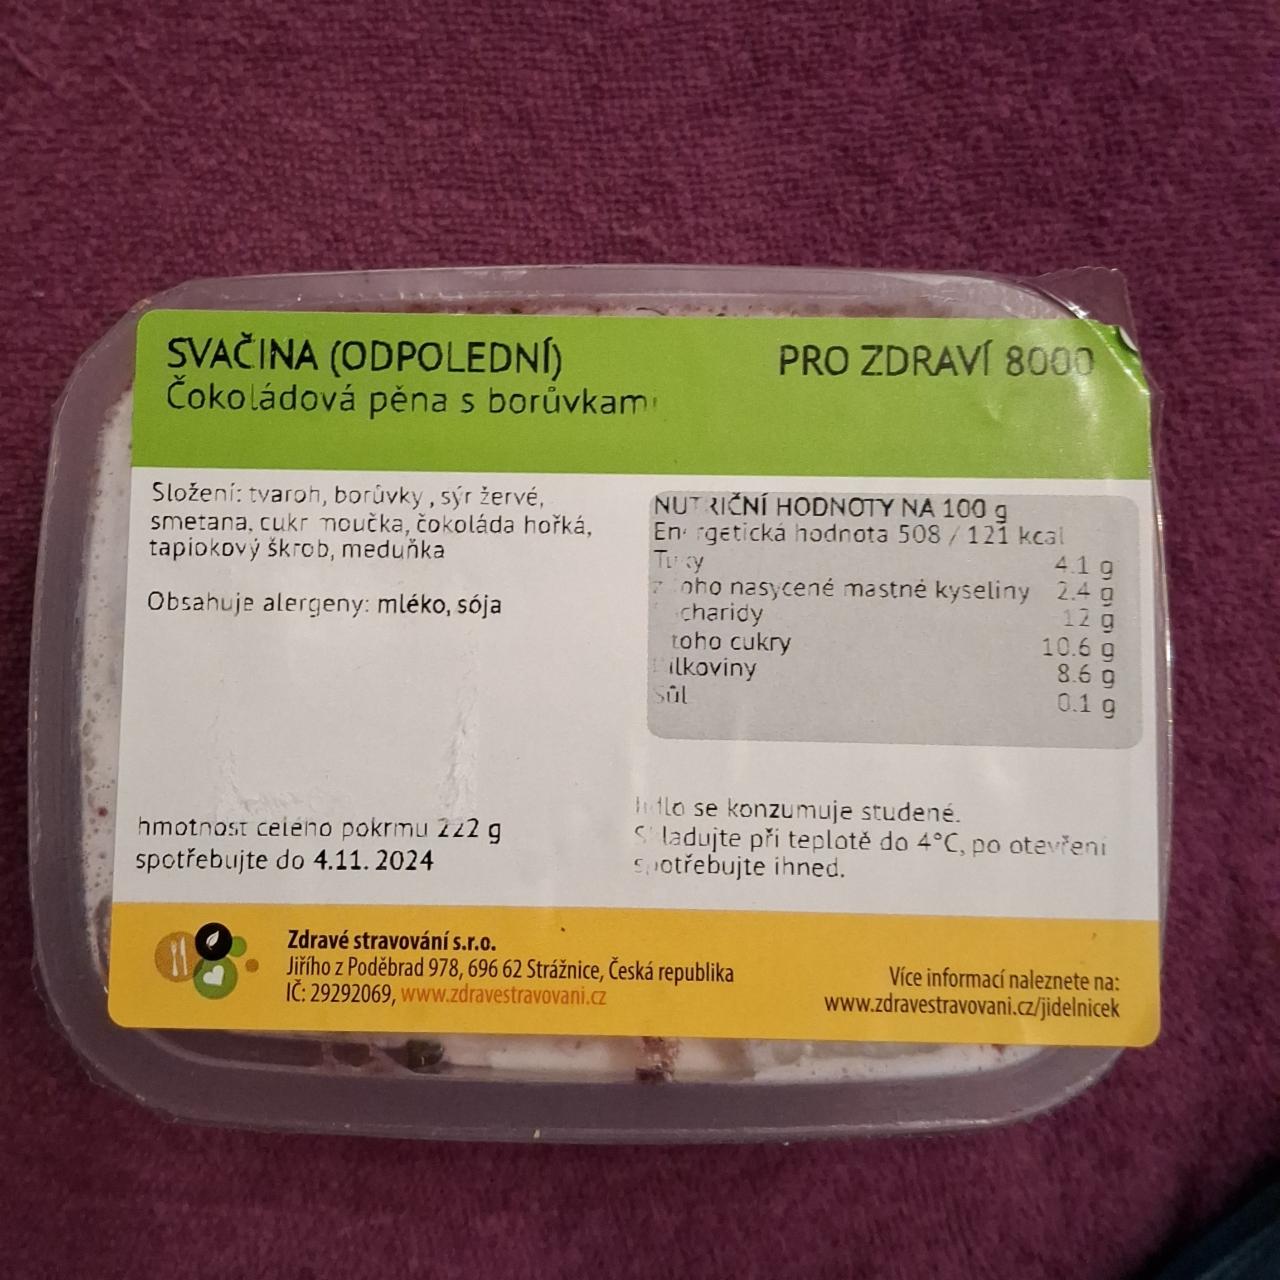 SVAČINA (ODPOLEDNÍ)
PRO ZDRAVÍ 8000
Čokoládová pěna s borůvkami
Složení: tvaroh, borůvky , sýr žervé,
smetana, cukr moučka, čokoláda hořká,
tapiokový škrob, meduňka
Obsahuje alergeny: mléko, sója
hmotnost celého pokrmu 222 g
spotřebujte do 4.11. 2024
NUTRIČNÍ HODNOTY NA 100 g
Energetická hodnota 508 / 121 kcal
Tuky 4.1 g
z toho nasycené mastné kyseliny 2.4 g
Sacharidy 12 g
z toho cukry 10.6 g
Bílkoviny 8.6 g
Sůl 0.1 g
Jídlo se konzumuje studené.
Skladujte při teplotě do 4°C, po otevření
spotřebujte ihned.
Zdravé stravování s.r.o.
Jiřího z Poděbrad 978, 696 62 Strážnice, Česká republika
IČ: 29292069, www.zdravestravovani.cz
Více informací naleznete na:
www.zdravestravovani.cz/jidelnicek